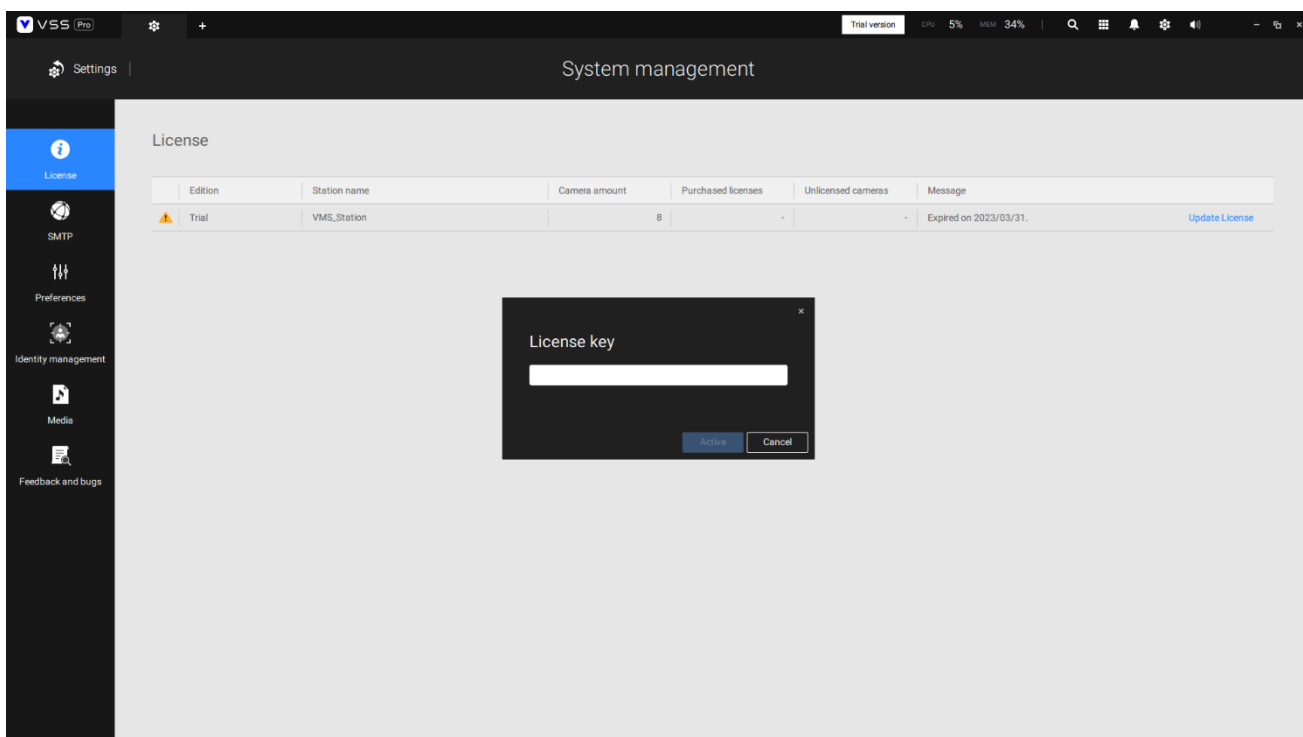 VSS Pro + Trial version CPU 5% MEM 34%
Settings
System management
License
License
SMTP
Preferences
Identity management
Media
Feedback and bugs
Edition Station name Camera amount Purchased licenses Unlicensed cameras Message
Trial VMS_Station 8 - - Expired on 2023/03/31. Update License
License key
Active Cancel